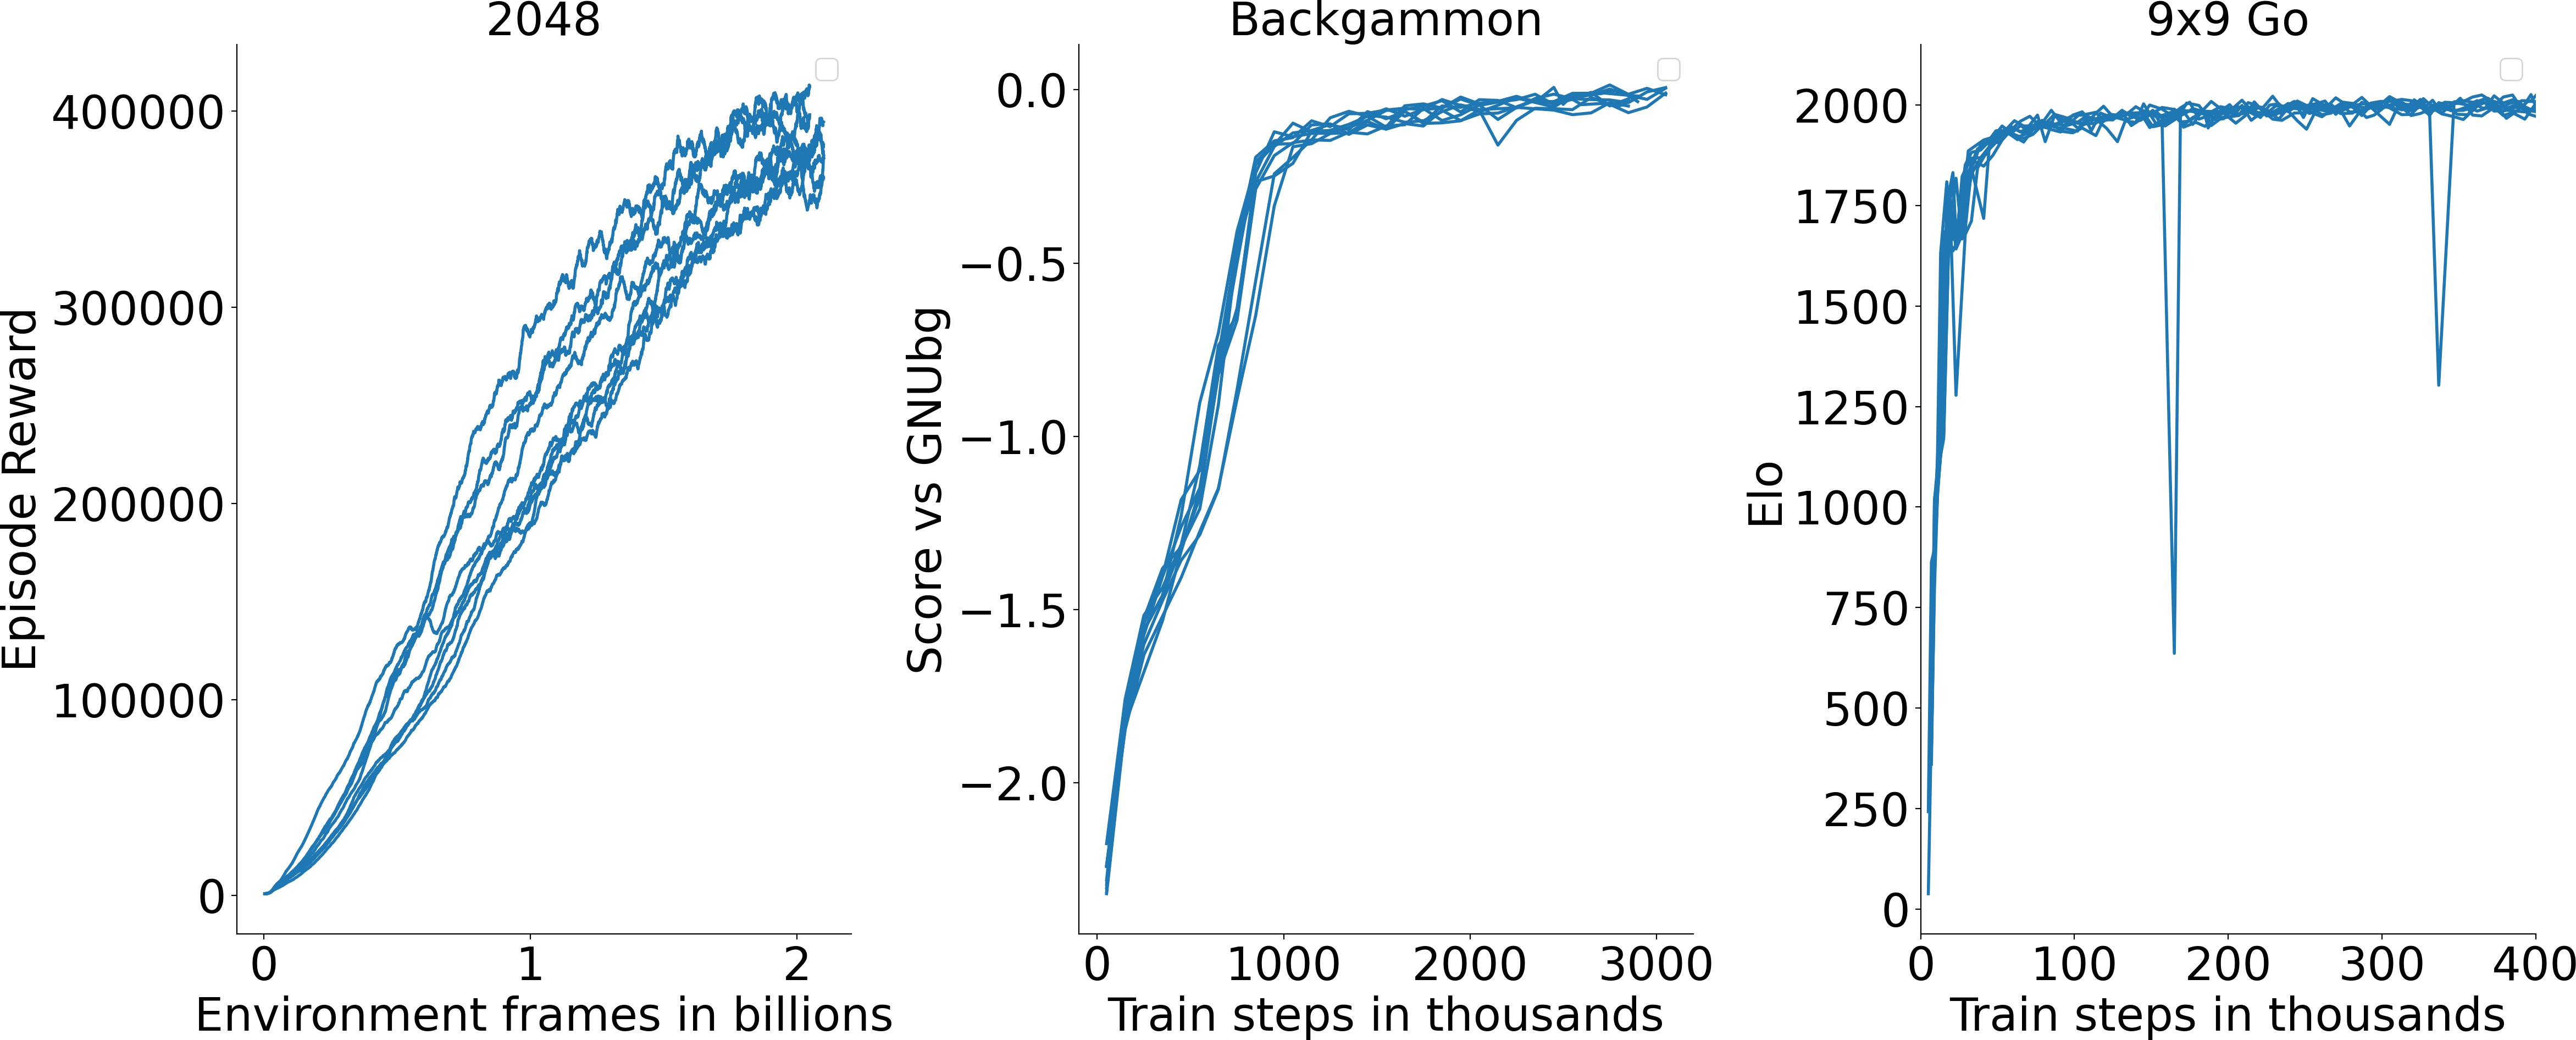 2048
Episode Reward
400000
300000
200000
100000
0
0 1 2
Environment frames in billions
Backgammon
Score vs GNUbg
0.0
−0.5
−1.0
−1.5
−2.0
0 1000 2000 3000
Train steps in thousands
9x9 Go
Elo
2000
1750
1500
1250
1000
750
500
250
0
0 100 200 300 400
Train steps in thousands